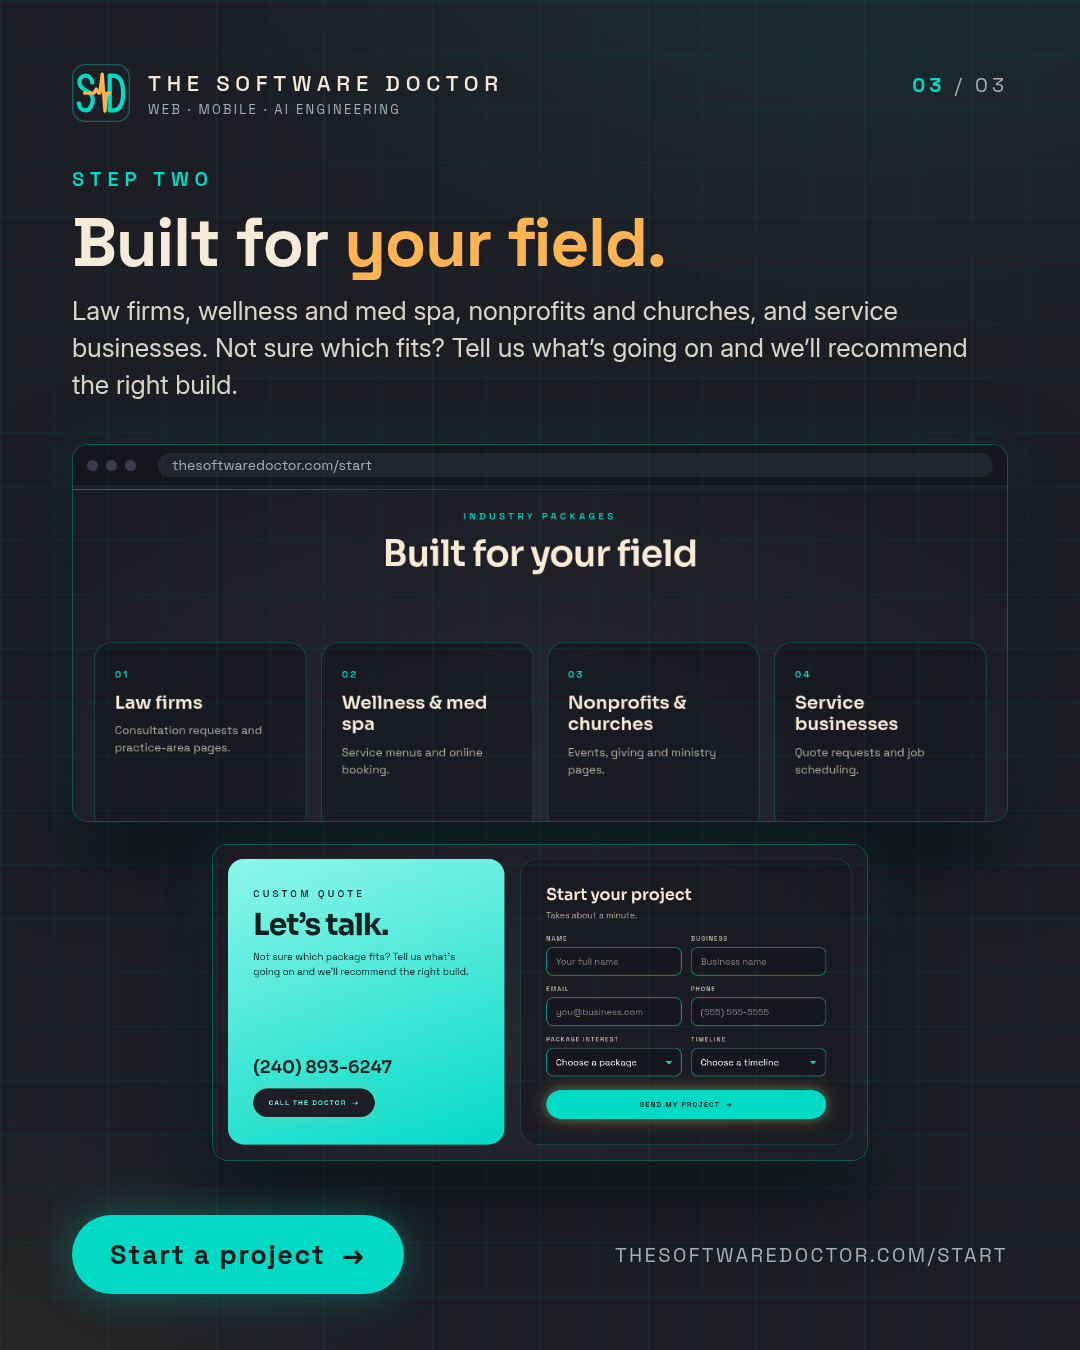 SD
THE SOFTWARE DOCTOR
WEB · MOBILE · AI ENGINEERING
03 / 03
STEP TWO
Built for your field.
Law firms, wellness and med spa, nonprofits and churches, and service
businesses. Not sure which fits? Tell us what’s going on and we’ll recommend
the right build.
thesoftwaredoctor.com/start
INDUSTRY PACKAGES
Built for your field
01
Law firms
Consultation requests and
practice-area pages.
02
Wellness & med
spa
Service menus and online
booking.
03
Nonprofits &
churches
Events, giving and ministry
pages.
04
Service
businesses
Quote requests and job
scheduling.
CUSTOM QUOTE
Let’s talk.
Not sure which package fits? Tell us what’s
going on and we’ll recommend the right build.
(240) 893-6247
CALL THE DOCTOR →
Start your project
Takes about a minute.
NAME
Your full name
BUSINESS
Business name
EMAIL
you@business.com
PHONE
(555) 555-5555
PACKAGE INTEREST
Choose a package
TIMELINE
Choose a timeline
SEND MY PROJECT →
Start a project →
THESOFTWAREDOCTOR.COM/START